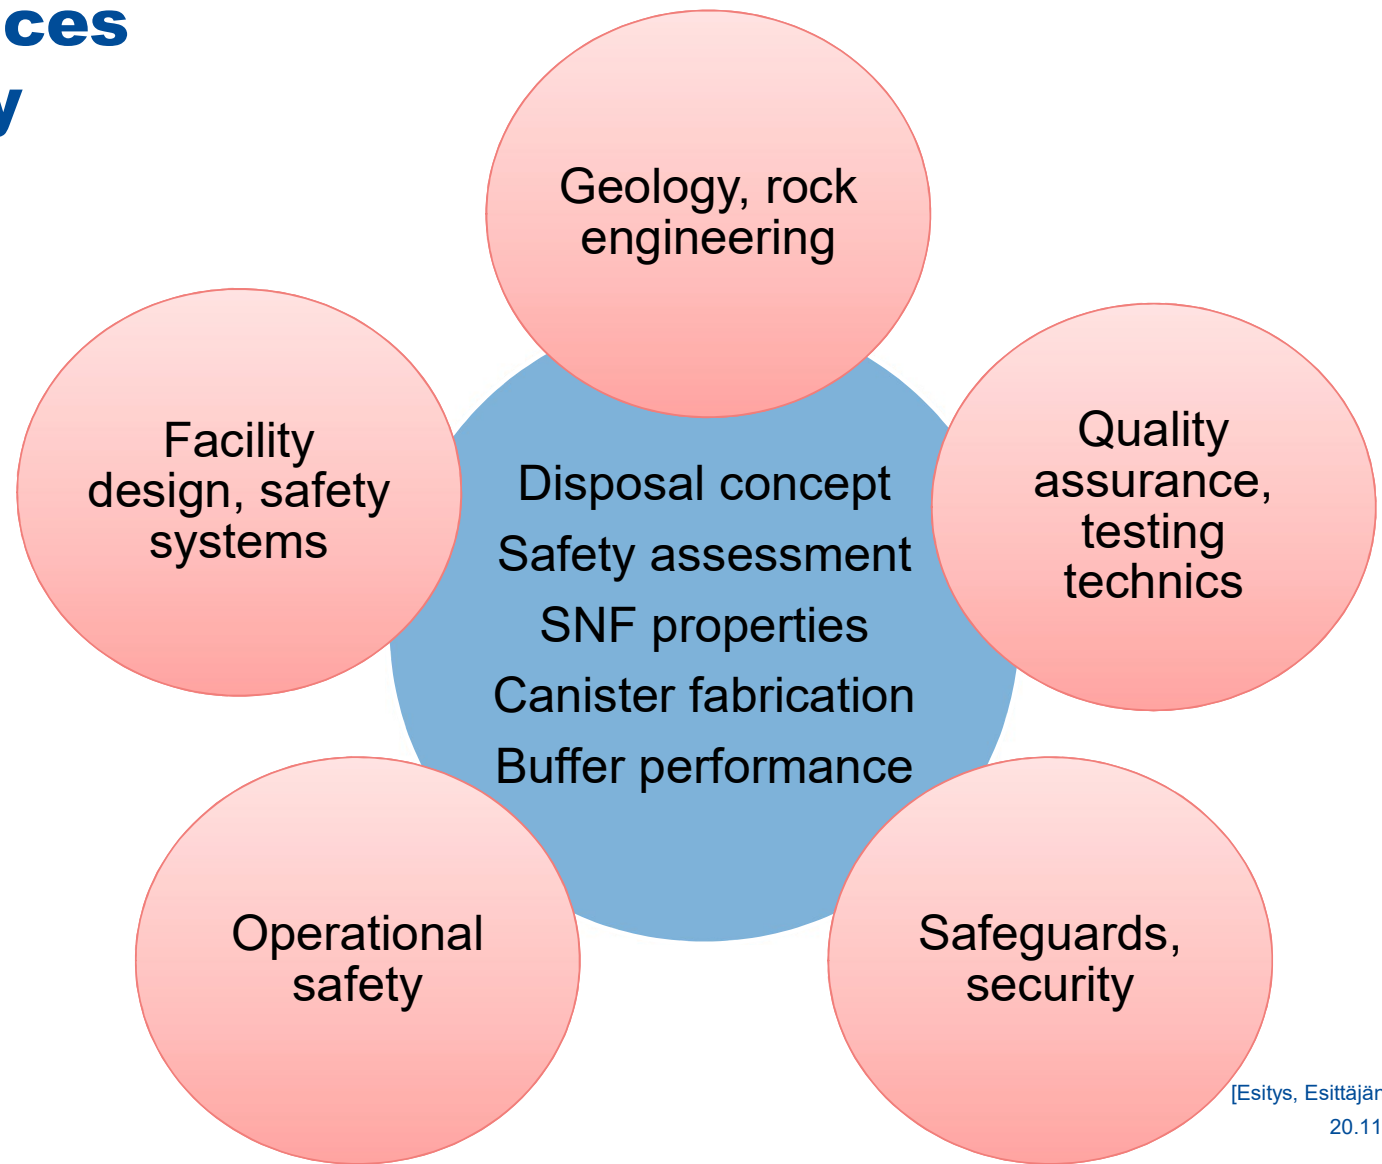 ces
y
Geology, rock
engineering
Facility
design, safety
systems
Quality
assurance,
testing
technics
Disposal concept
Safety assessment
SNF properties
Canister fabrication
Buffer performance
Operational
safety
Safeguards,
security
[Esitys, Esittäjän
20.11